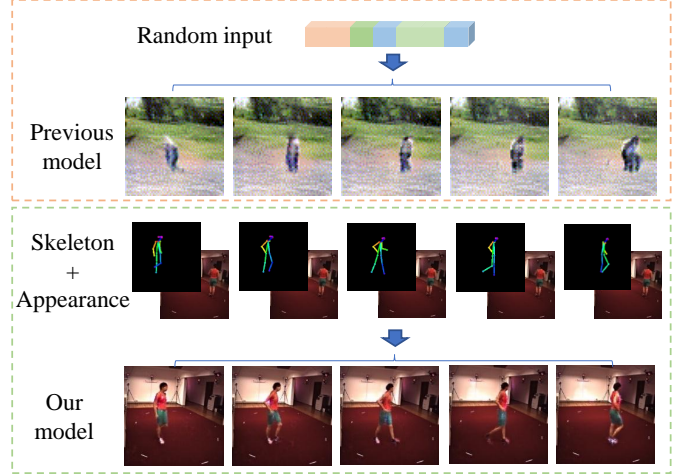 Random input
Previous
model
Skeleton
+
Appearance
Our
model